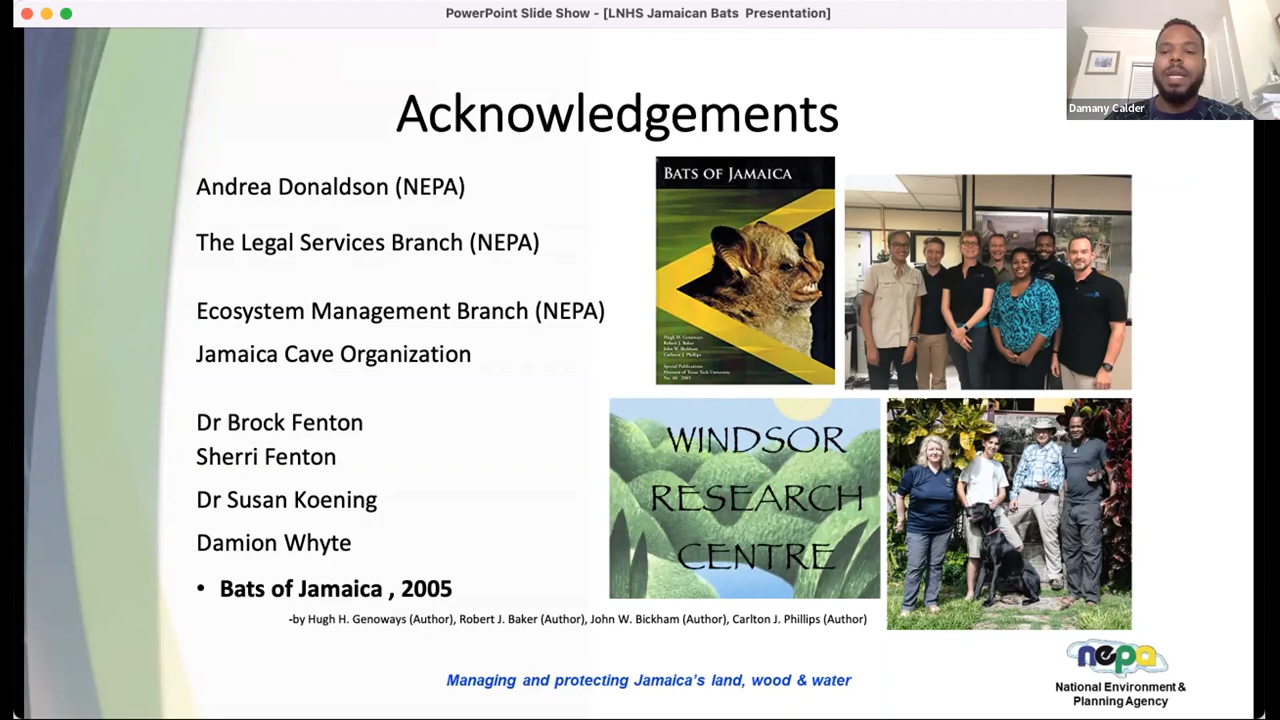 PowerPoint Slide Show - [LNHS Jamaican Bats Presentation]
Damany Calder
Acknowledgements
Andrea Donaldson (NEPA)
The Legal Services Branch (NEPA)
Ecosystem Management Branch (NEPA)
Jamaica Cave Organization
Dr Brock Fenton
Sherri Fenton
Dr Susan Koening
Damion Whyte
• Bats of Jamaica , 2005
-by Hugh H. Genoways (Author), Robert J. Baker (Author), John W. Bickham (Author), Carlton J. Phillips (Author)
BATS OF JAMAICA
Hugh H. Genoways
Robert J. Baker
John W. Bickham
Carleton J. Phillips
Special Publications
Museum of Texas Tech University
No. 48 2005
WINDSOR
RESEARCH
CENTRE
Managing and protecting Jamaica's land, wood & water
nepa
National Environment &
Planning Agency